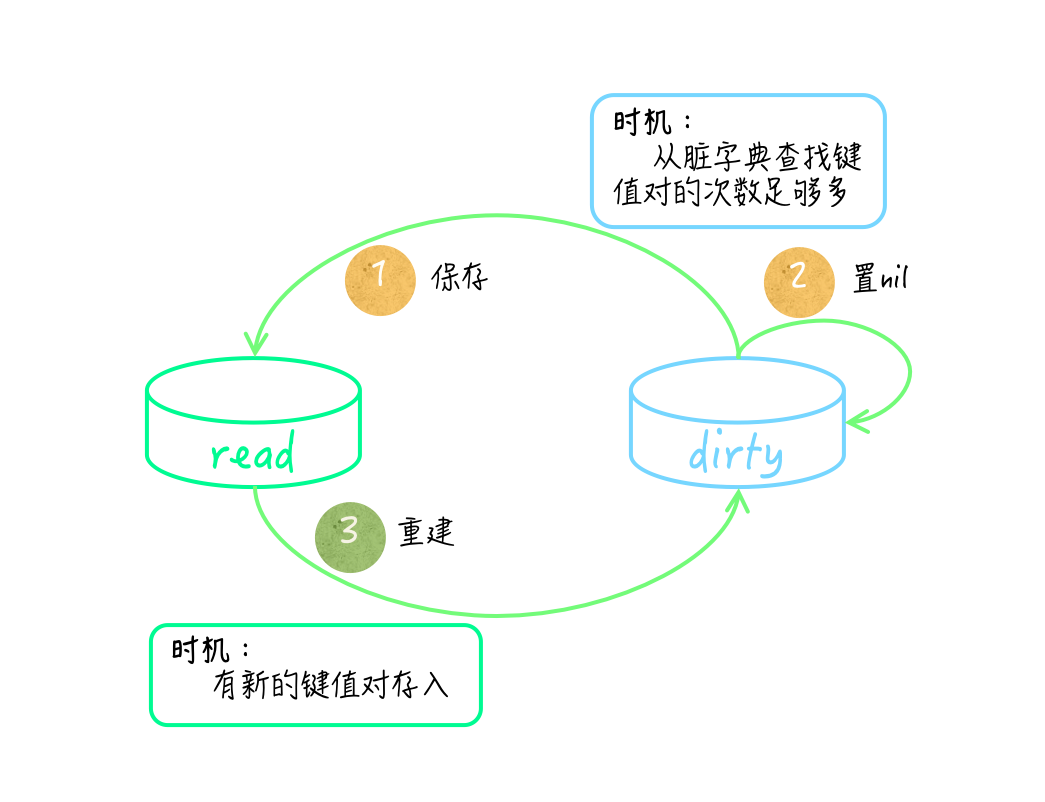 时机：
从脏字典查找键
值对的次数足够多
1 保存
2 置nil
read
dirty
3 重建
时机：
有新的键值对存入